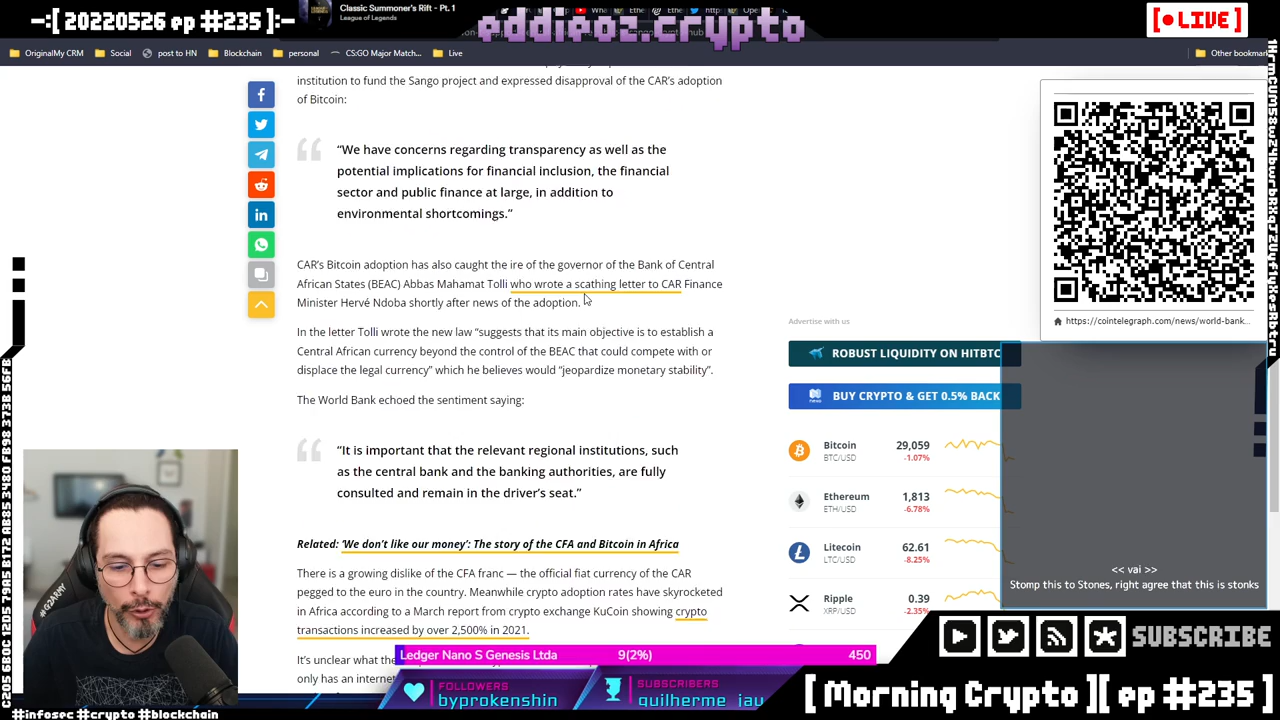 -:[ 20220526 ep #235 ]:-
Classic Summoner's Rift - Pt. 1
League of Legends
eddieoz.crypto
[● LIVE]
OriginalMy CRM
Social
post to HN
Blockchain
personal
CS:GO Major Match...
Live
Other bookmar
institution to fund the Sango project and expressed disapproval of the CAR's adoption
of Bitcoin:
“We have concerns regarding transparency as well as the
potential implications for financial inclusion, the financial
sector and public finance at large, in addition to
environmental shortcomings.”
CAR's Bitcoin adoption has also caught the ire of the governor of the Bank of Central
African States (BEAC) Abbas Mahamat Tolli who wrote a scathing letter to CAR Finance
Minister Hervé Ndoba shortly after news of the adoption.
In the letter Tolli wrote the new law “suggests that its main objective is to establish a
Central African currency beyond the control of the BEAC that could compete with or
displace the legal currency” which he believes would “jeopardize monetary stability”.
The World Bank echoed the sentiment saying:
“It is important that the relevant regional institutions, such
as the central bank and the banking authorities, are fully
consulted and remain in the driver's seat.”
Related: ‘We don't like our money’: The story of the CFA and Bitcoin in Africa
There is a growing dislike of the CFA franc — the official fiat currency of the CAR
pegged to the euro in the country. Meanwhile crypto adoption rates have skyrocketed
in Africa according to a March report from crypto exchange KuCoin showing crypto
transactions increased by over 2,500% in 2021.
It's unclear what the
only has an internet
https://cointelegraph.com/news/world-bank...
Advertise with us
ROBUST LIQUIDITY ON HITBTC
BUY CRYPTO & GET 0.5% BACK
Bitcoin 29,059
BTC/USD -1.07%
Ethereum 1,813
ETH/USD -6.78%
Litecoin 62.61
LTC/USD -8.25%
Ripple 0.39
XRP/USD -2.35%
<< vai >>
Stomp this to Stones, right agree that this is stonks
Ledger Nano S Genesis Ltda 9(2%) 450
FOLLOWERS
byprokenshin
SUBSCRIBERS
guilherme_jau
SUBSCRIBE
[ Morning Crypto ][ ep #235 ]
#infosec #crypto #blockchain